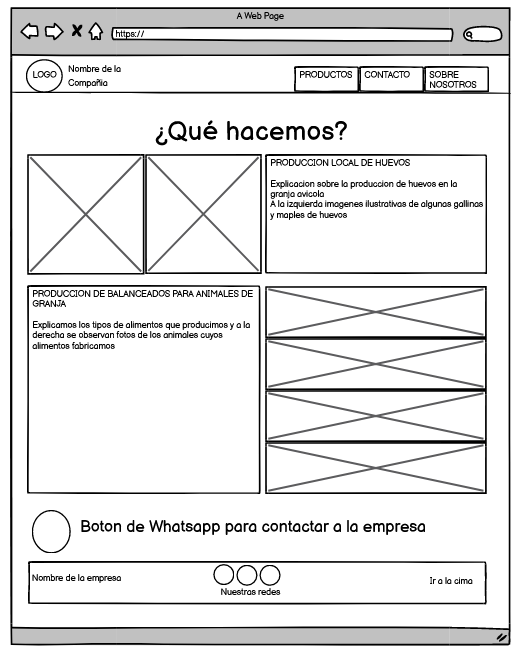 A Web Page
https://
LOGO
Nombre de la
Compañia
PRODUCTOS
CONTACTO
SOBRE
NOSOTROS
¿Qué hacemos?
PRODUCCION LOCAL DE HUEVOS
Explicacion sobre la produccion de huevos en la
granja avicola
A la izquierda imagenes ilustrativas de algunas gallinas
y maples de huevos
PRODUCCION DE BALANCEADOS PARA ANIMALES DE
GRANJA
Explicamos los tipos de alimentos que producimos y a la
derecha se observan fotos de los animales cuyos
alimentos fabricamos
Boton de Whatsapp para contactar a la empresa
Nombre de la empresa
Nuestras redes
Ir a la cima